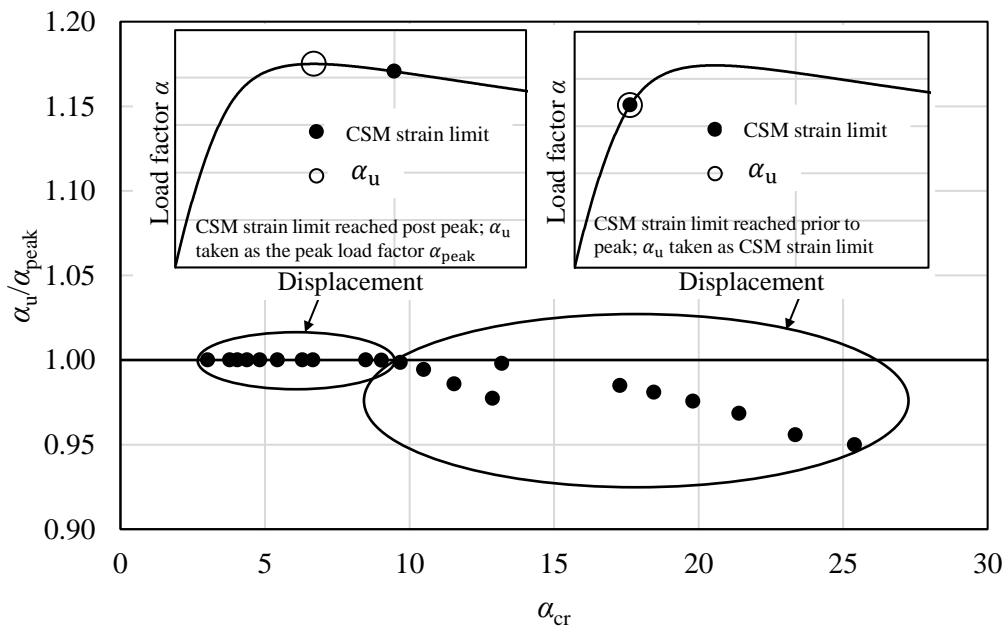 1.20
1.15
1.10
1.05
1.00
0.95
0.90
αu/αpeak
Load factor α
CSM strain limit
αu
CSM strain limit reached post peak; αu
taken as the peak load factor αpeak
Displacement
Load factor α
CSM strain limit
αu
CSM strain limit reached prior to
peak; αu taken as CSM strain limit
Displacement
0 5 10 15 20 25 30
αcr